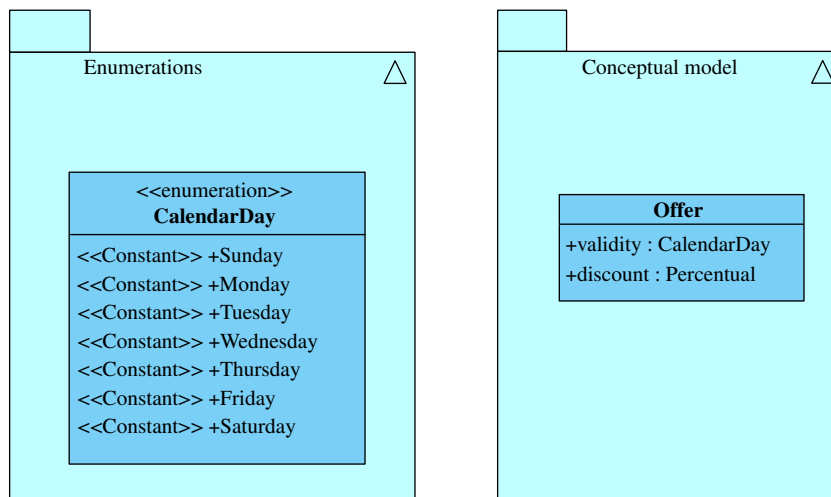 Enumerations
<<enumeration>>
CalendarDay
<<Constant>> +Sunday
<<Constant>> +Monday
<<Constant>> +Tuesday
<<Constant>> +Wednesday
<<Constant>> +Thursday
<<Constant>> +Friday
<<Constant>> +Saturday
Conceptual model
Offer
+validity : CalendarDay
+discount : Percentual